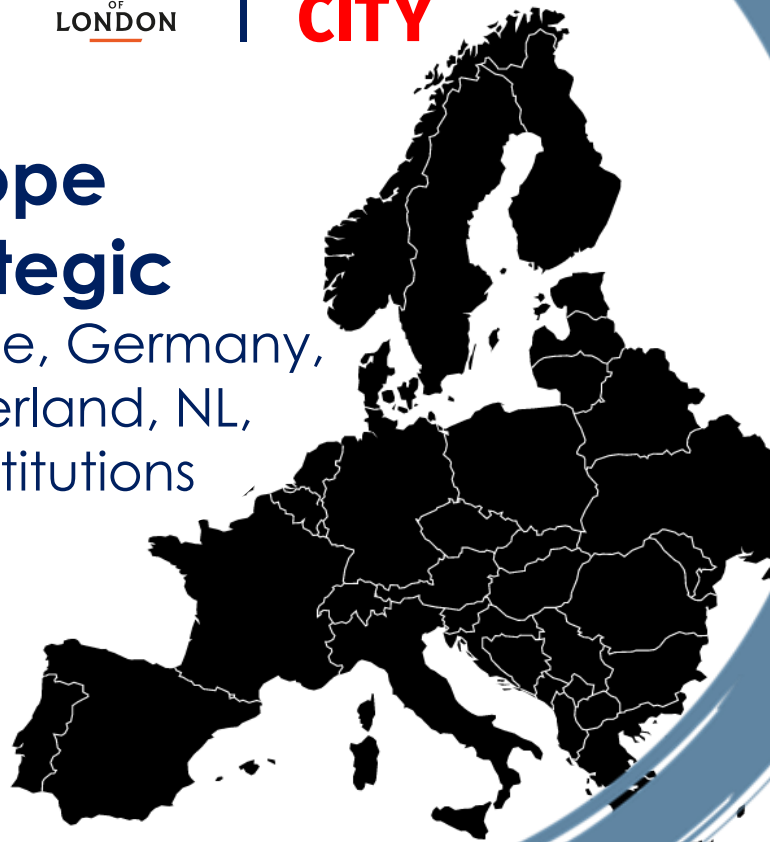 OF
LONDON | CITY
ope
tegic
e, Germany,
erland, NL,
titutions